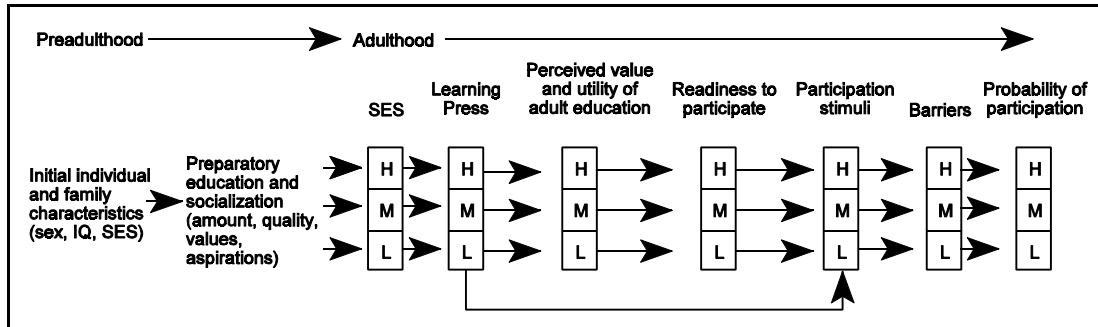 Preadulthood
Adulthood
SES
Learning
Press
Perceived value
and utility of
adult education
Readiness to
participate
Participation
stimuli
Barriers
Probability of
participation
Initial individual
and family
characteristics
(sex, IQ, SES)
Preparatory
education and
socialization
(amount, quality,
values,
aspirations)
H H H H H H H
M M M M M M M
L L L L L L L